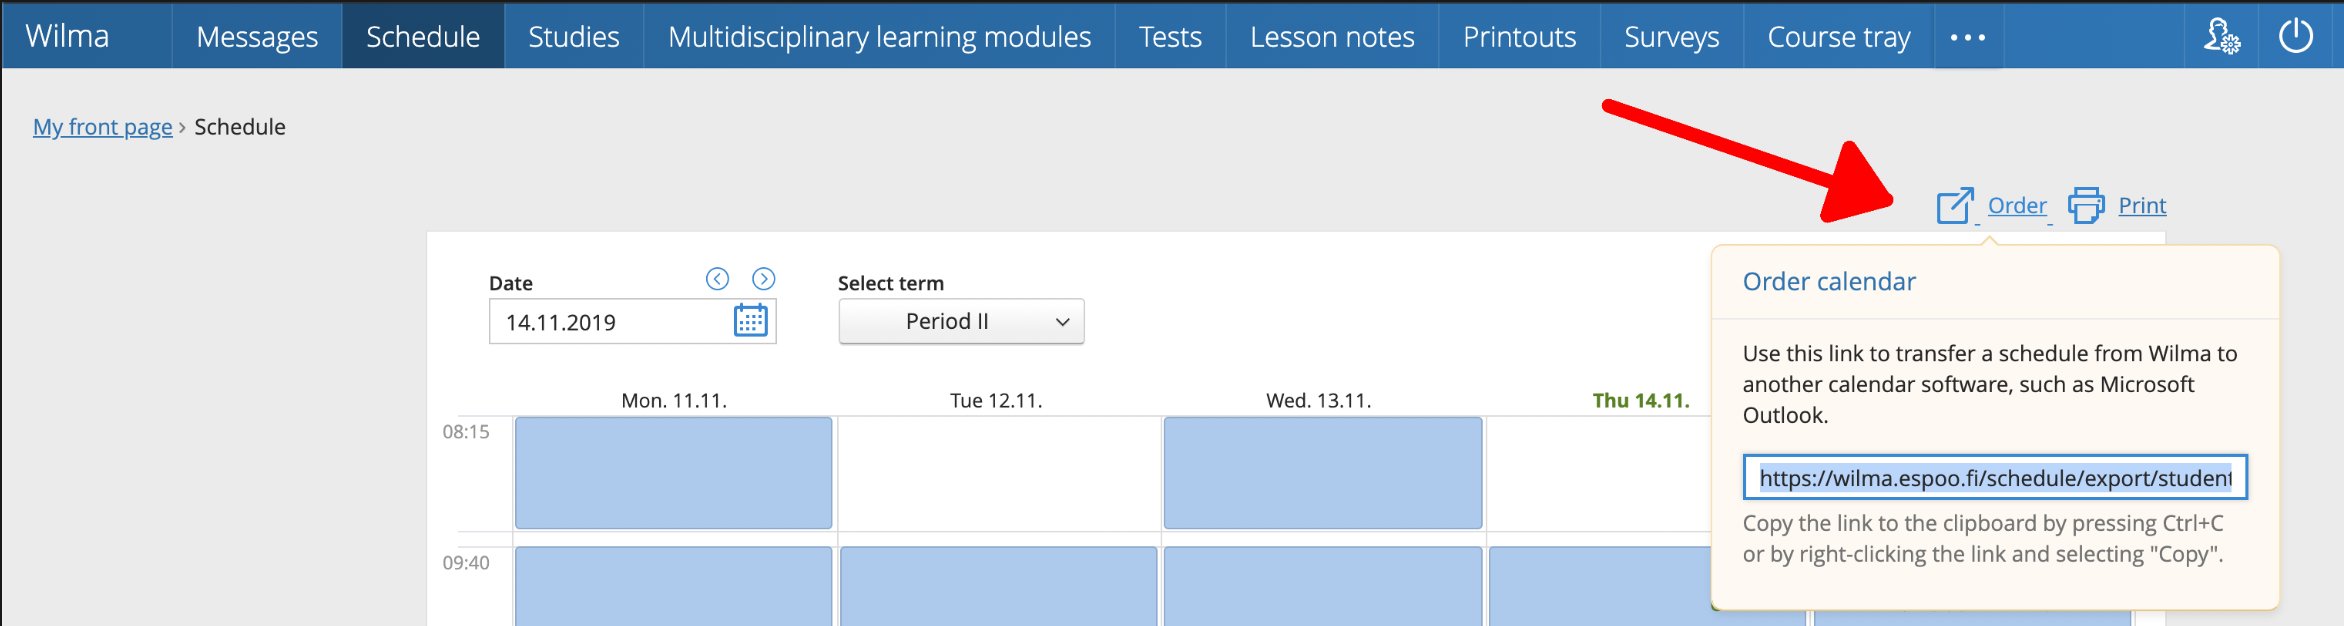 Wilma Messages Schedule Studies Multidisciplinary learning modules Tests Lesson notes Printouts Surveys Course tray
My front page › Schedule
Order Print
Date
14.11.2019
Select term
Period II
Mon. 11.11. Tue 12.11. Wed. 13.11. Thu 14.11.
08:15
09:40
Order calendar
Use this link to transfer a schedule from Wilma to
another calendar software, such as Microsoft
Outlook.
https://wilma.espoo.fi/schedule/export/student
Copy the link to the clipboard by pressing Ctrl+C
or by right-clicking the link and selecting "Copy".